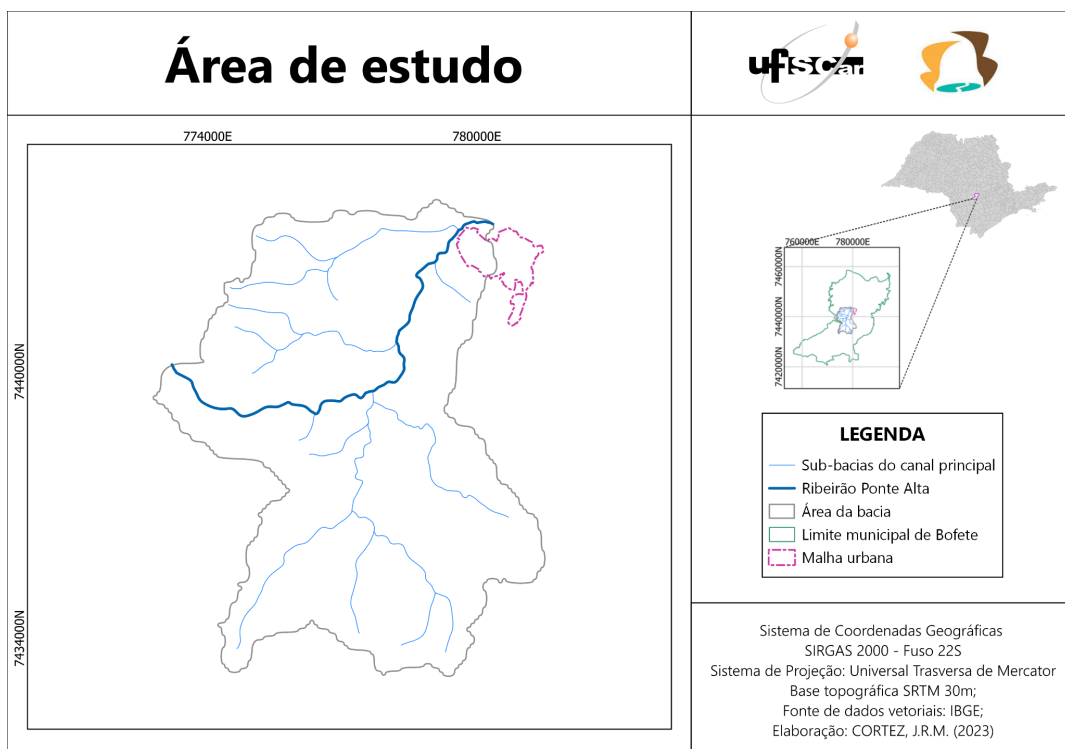 Área de estudo
ufiscar
774000E
780000E
7440000N
7434000N
760000E
780000E
7460000N
7440000N
7420000N
LEGENDA
Sub-bacias do canal principal
Ribeirão Ponte Alta
Área da bacia
Limite municipal de Bofete
Malha urbana
Sistema de Coordenadas Geográficas
SIRGAS 2000 - Fuso 22S
Sistema de Projeção: Universal Trasversa de Mercator
Base topográfica SRTM 30m;
Fonte de dados vetoriais: IBGE;
Elaboração: CORTEZ, J.R.M. (2023)